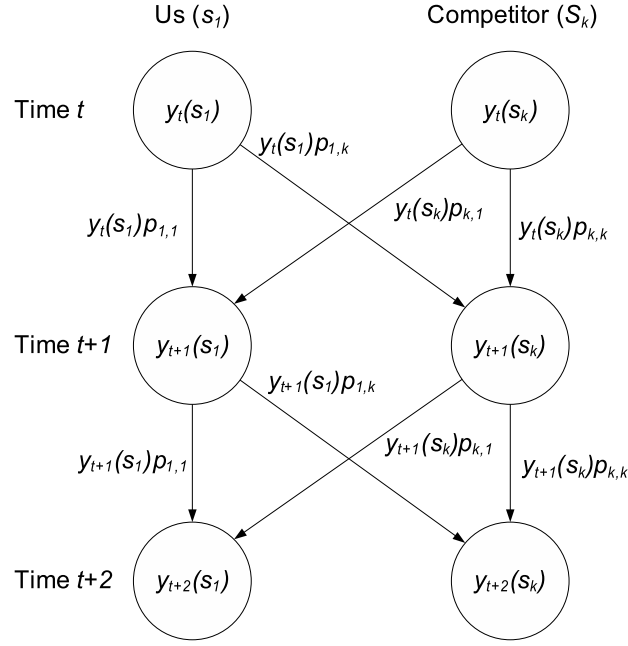 Us (s₁) Competitor (Sₖ)
Time t yₜ(s₁) yₜ(sₖ)
yₜ(s₁)p₁,ₖ
yₜ(s₁)p₁,₁ yₜ(sₖ)pₖ,₁ yₜ(sₖ)pₖ,ₖ
Time t+1 yₜ₊₁(s₁) yₜ₊₁(sₖ)
yₜ₊₁(s₁)p₁,ₖ
yₜ₊₁(s₁)p₁,₁ yₜ₊₁(sₖ)pₖ,₁ yₜ₊₁(sₖ)pₖ,ₖ
Time t+2 yₜ₊₂(s₁) yₜ₊₂(sₖ)